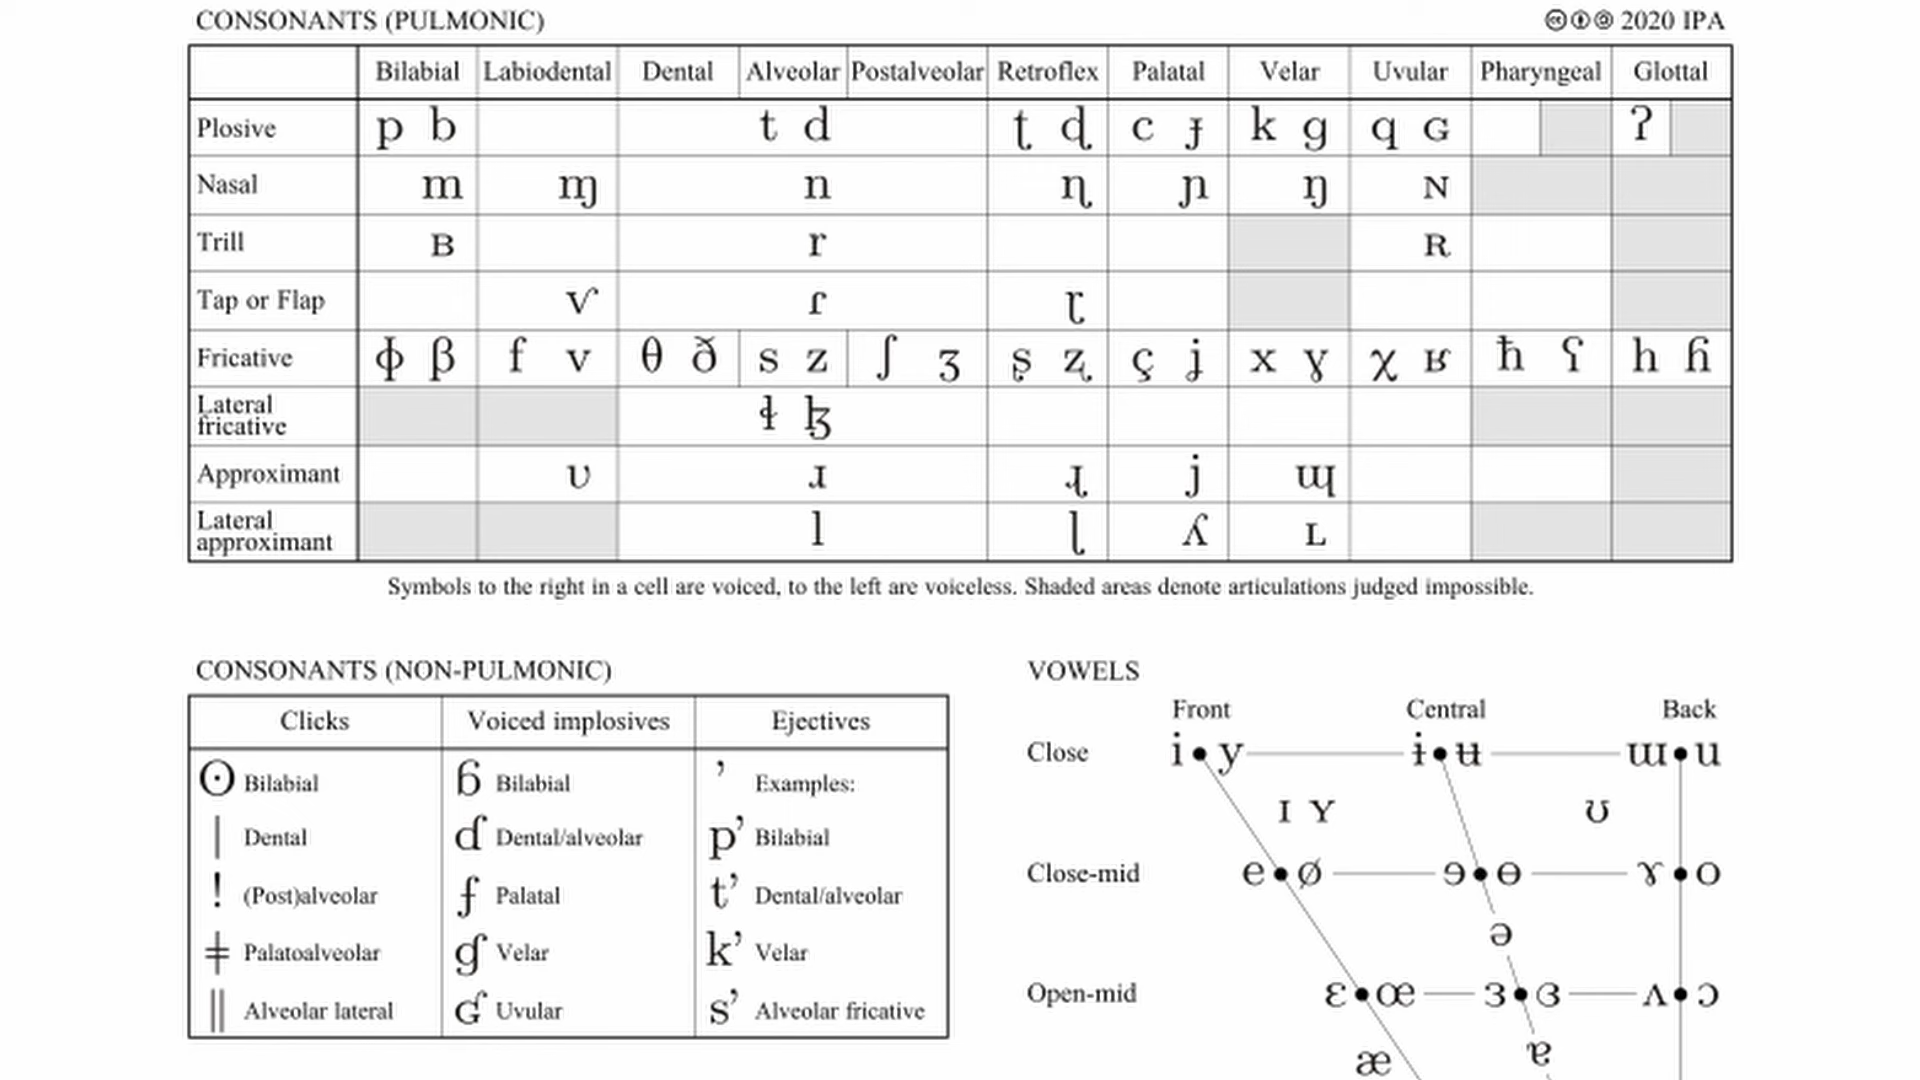 CONSONANTS (PULMONIC) 🅭🅯🄎 2020 IPA
Bilabial Labiodental Dental Alveolar Postalveolar Retroflex Palatal Velar Uvular Pharyngeal Glottal
Plosive p b t d ʈ ɖ c ɟ k ɡ q ɢ ʔ
Nasal m ɱ n ɳ ɲ ŋ ɴ
Trill ʙ r ʀ
Tap or Flap ⱱ ɾ ɽ
Fricative ɸ β f v θ ð s z ʃ ʒ ʂ ʐ ç ʝ x ɣ χ ʁ ħ ʕ h ɦ
Lateral
fricative ɬ ɮ
Approximant ʋ ɹ ɻ j ɰ
Lateral
approximant l ɭ ʎ ʟ
Symbols to the right in a cell are voiced, to the left are voiceless. Shaded areas denote articulations judged impossible.
CONSONANTS (NON-PULMONIC)
Clicks Voiced implosives Ejectives
ʘ Bilabial ɓ Bilabial ʼ Examples:
ǀ Dental ɗ Dental/alveolar pʼ Bilabial
ǃ (Post)alveolar ʄ Palatal tʼ Dental/alveolar
ǂ Palatoalveolar ɠ Velar kʼ Velar
ǁ Alveolar lateral ʛ Uvular sʼ Alveolar fricative
VOWELS
Front Central Back
Close i y ɨ ʉ ɯ u
ɪ ʏ ʊ
Close-mid e ø ɘ ɵ ɤ o
ə
Open-mid ɛ œ ɜ ɞ ʌ ɔ
æ ɐ